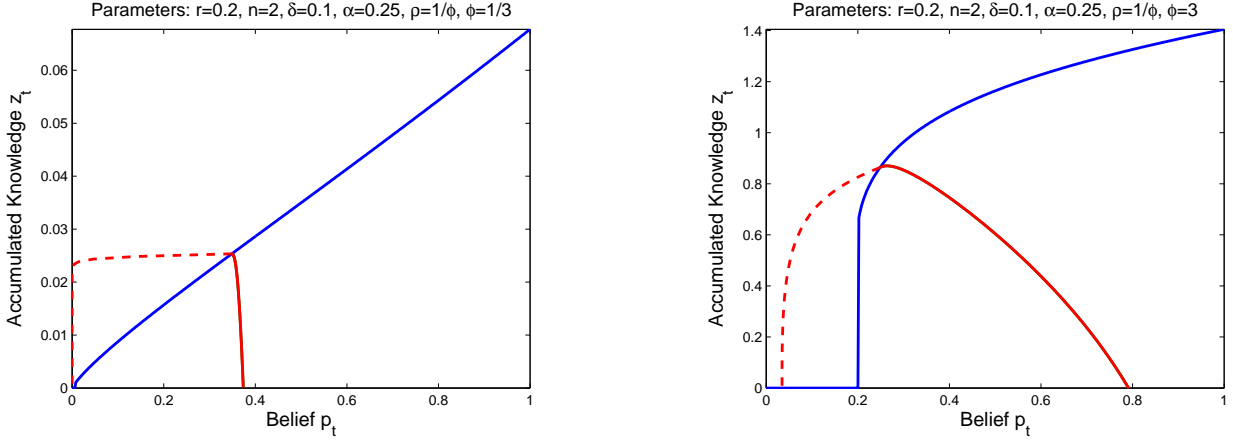 Parameters: r=0.2, n=2, δ=0.1, α=0.25, ρ=1/ϕ, ϕ=1/3
0.06
0.05
0.04
0.03
0.02
0.01
0
Accumulated Knowledge z_t
0 0.2 0.4 0.6 0.8 1
Belief p_t
Parameters: r=0.2, n=2, δ=0.1, α=0.25, ρ=1/ϕ, ϕ=3
1.4
1.2
1
0.8
0.6
0.4
0.2
0
Accumulated Knowledge z_t
0 0.2 0.4 0.6 0.8 1
Belief p_t